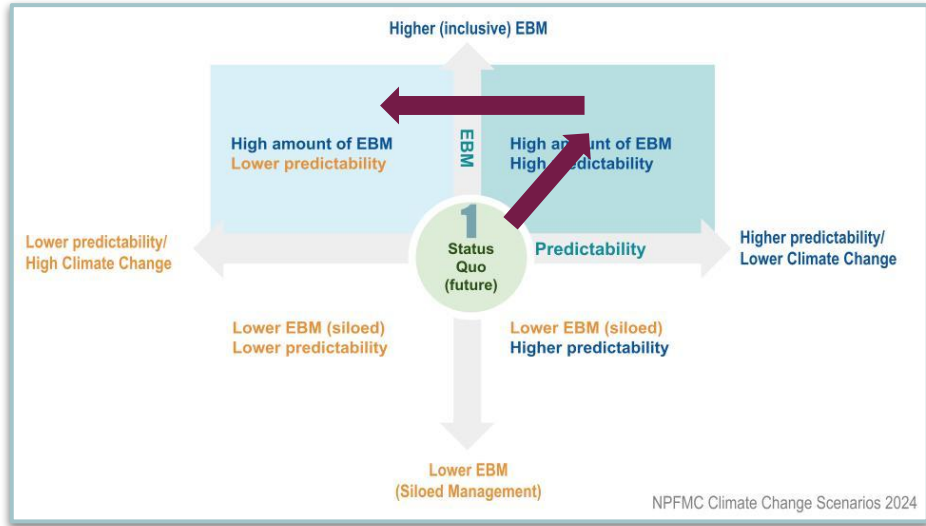 Higher (inclusive) EBM
High amount of EBM
Lower predictability
EBM
High amount of EBM
High predictability
Lower predictability/
High Climate Change
1
Status
Quo
(future)
Predictability
Higher predictability/
Lower Climate Change
Lower EBM (siloed)
Lower predictability
Lower EBM (siloed)
Higher predictability
Lower EBM
(Siloed Management)
NPFMC Climate Change Scenarios 2024